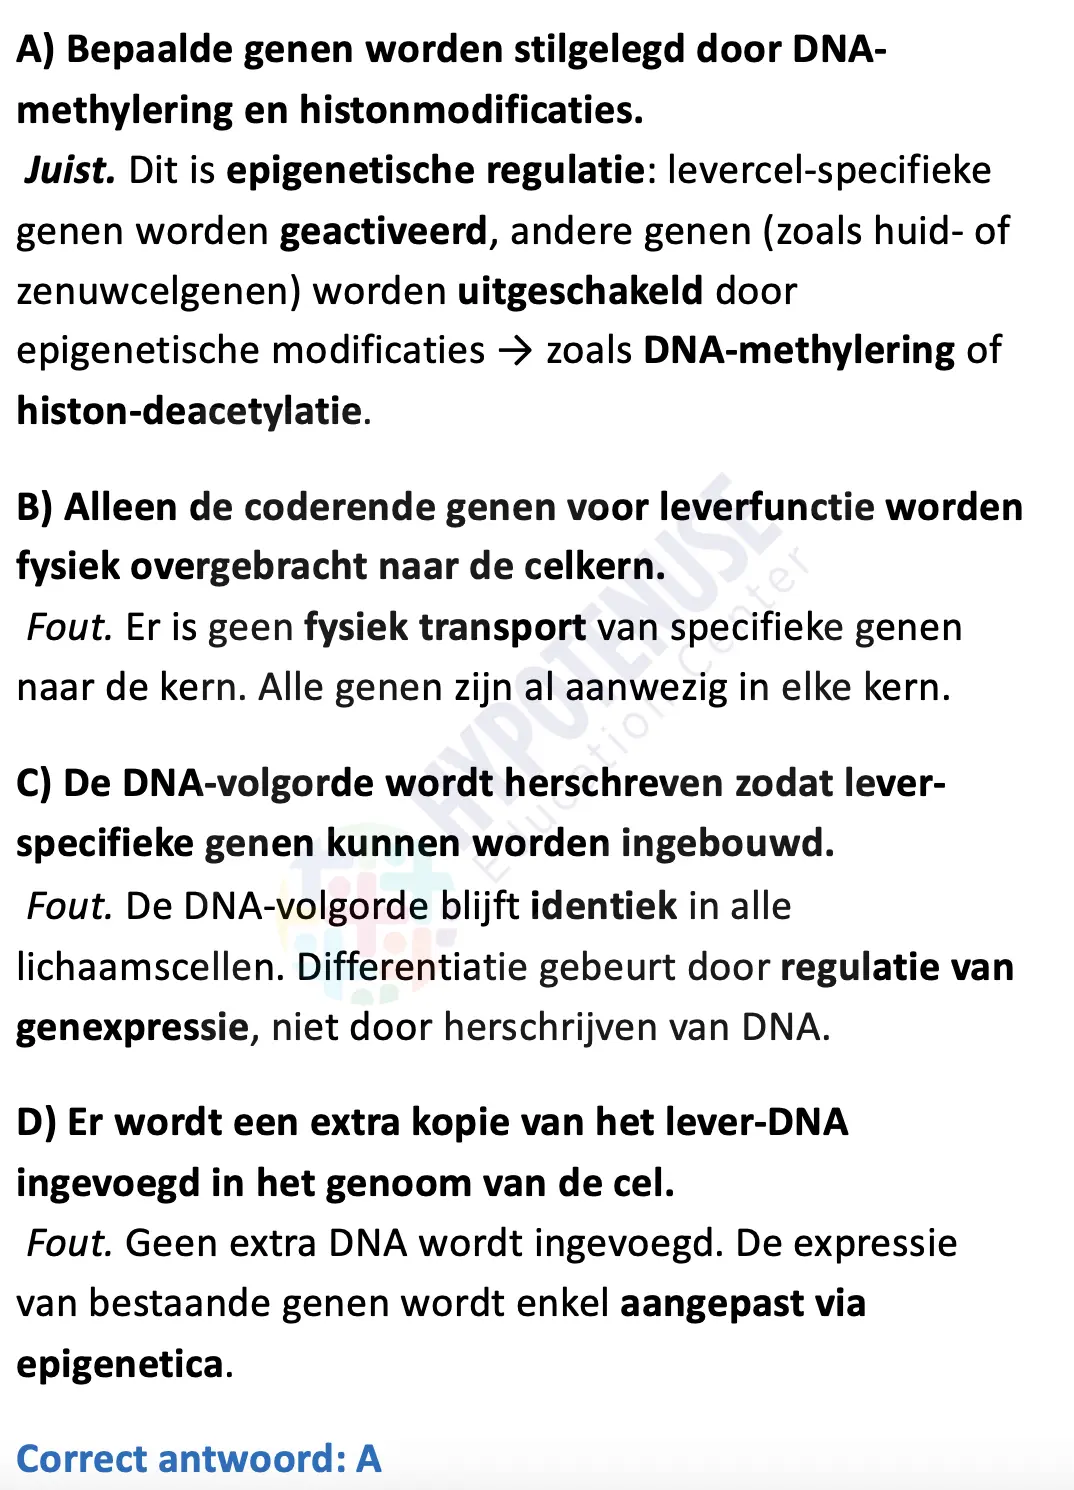 A) Bepaalde genen worden stilgelegd door DNA-
methylering en histonmodificaties.
Juist. Dit is epigenetische regulatie: levercel-specifieke
genen worden geactiveerd, andere genen (zoals huid- of
zenuwcelgenen) worden uitgeschakeld door
epigenetische modificaties → zoals DNA-methylering of
histon-deacetylatie.
B) Alleen de coderende genen voor leverfunctie worden
fysiek overgebracht naar de celkern.
Fout. Er is geen fysiek transport van specifieke genen
naar de kern. Alle genen zijn al aanwezig in elke kern.
C) De DNA-volgorde wordt herschreven zodat lever-
specifieke genen kunnen worden ingebouwd.
Fout. De DNA-volgorde blijft identiek in alle
lichaamscellen. Differentiatie gebeurt door regulatie van
genexpressie, niet door herschrijven van DNA.
D) Er wordt een extra kopie van het lever-DNA
ingevoegd in het genoom van de cel.
Fout. Geen extra DNA wordt ingevoegd. De expressie
van bestaande genen wordt enkel aangepast via
epigenetica.
Correct antwoord: A
HYPOTENUSE
Education Center